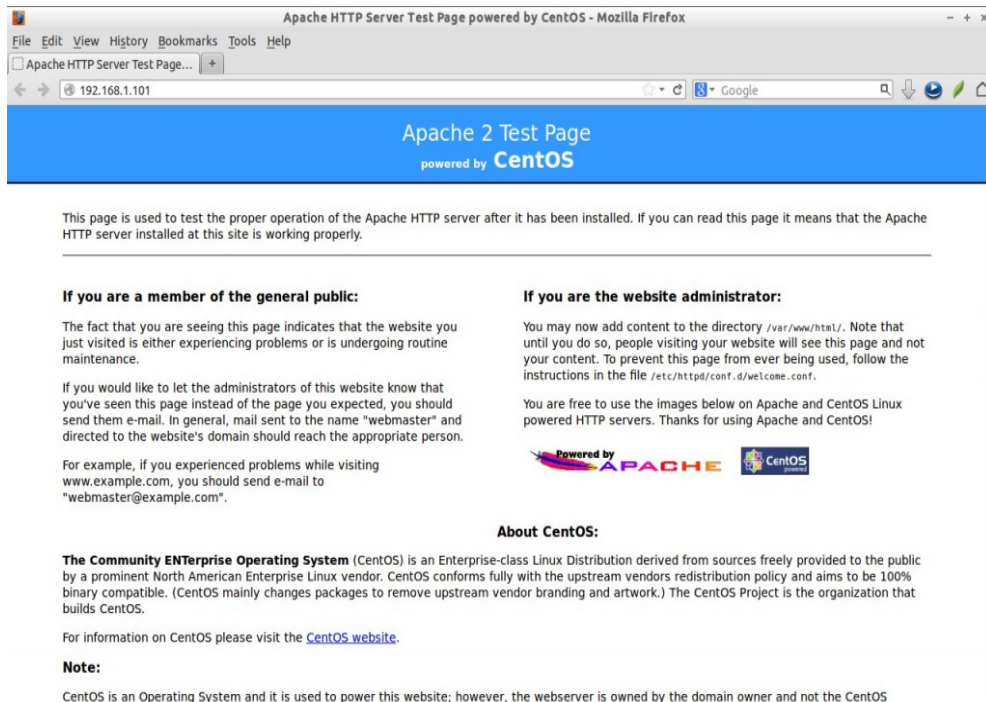 Apache HTTP Server Test Page powered by CentOS - Mozilla Firefox
File Edit View History Bookmarks Tools Help
Apache HTTP Server Test Page...
192.168.1.101
Google
Apache 2 Test Page
powered by CentOS
This page is used to test the proper operation of the Apache HTTP server after it has been installed. If you can read this page it means that the Apache
HTTP server installed at this site is working properly.
If you are a member of the general public:
The fact that you are seeing this page indicates that the website you
just visited is either experiencing problems or is undergoing routine
maintenance.
If you would like to let the administrators of this website know that
you've seen this page instead of the page you expected, you should
send them e-mail. In general, mail sent to the name "webmaster" and
directed to the website's domain should reach the appropriate person.
For example, if you experienced problems while visiting
www.example.com, you should send e-mail to
"webmaster@example.com".
If you are the website administrator:
You may now add content to the directory /var/www/html/. Note that
until you do so, people visiting your website will see this page and not
your content. To prevent this page from ever being used, follow the
instructions in the file /etc/httpd/conf.d/welcome.conf.
You are free to use the images below on Apache and CentOS Linux
powered HTTP servers. Thanks for using Apache and CentOS!
Powered by
APACHE
CentOS
powered
About CentOS:
The Community ENTerprise Operating System (CentOS) is an Enterprise-class Linux Distribution derived from sources freely provided to the public
by a prominent North American Enterprise Linux vendor. CentOS conforms fully with the upstream vendors redistribution policy and aims to be 100%
binary compatible. (CentOS mainly changes packages to remove upstream vendor branding and artwork.) The CentOS Project is the organization that
builds CentOS.
For information on CentOS please visit the CentOS website.
Note:
CentOS is an Operating System and it is used to power this website; however, the webserver is owned by the domain owner and not the CentOS